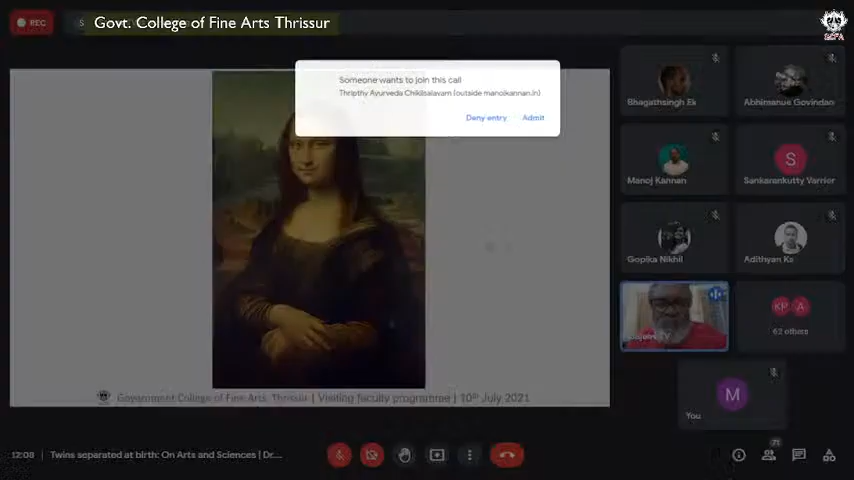 REC
S
Govt. College of Fine Arts Thrissur
GCFA
Someone wants to join this call
Thripthy Ayurveda Chikilsalayam (outside manojkannan.in)
Deny entry
Admit
Bhagathsingh Ek
Abhimanue Govindan
Manoj Kannan
S
Sankarankutty Varrier
Gopika Nikhil
Adithyan Ks
TV
KP
A
62 others
M
You
Government College of Fine Arts, Thrissur | Visiting faculty programme | 10th July 2021
12:08 | Twins separated at birth: On Arts and Sciences | Dr....
71